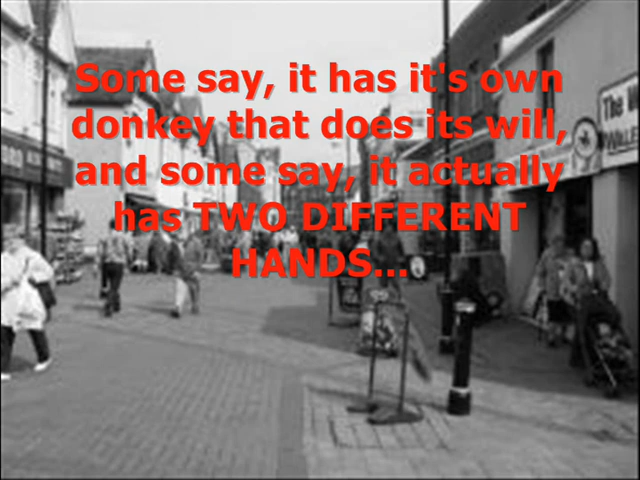 Some say, it has it's own
donkey that does its will,
and some say, it actually
has TWO DIFFERENT
HANDS...
The